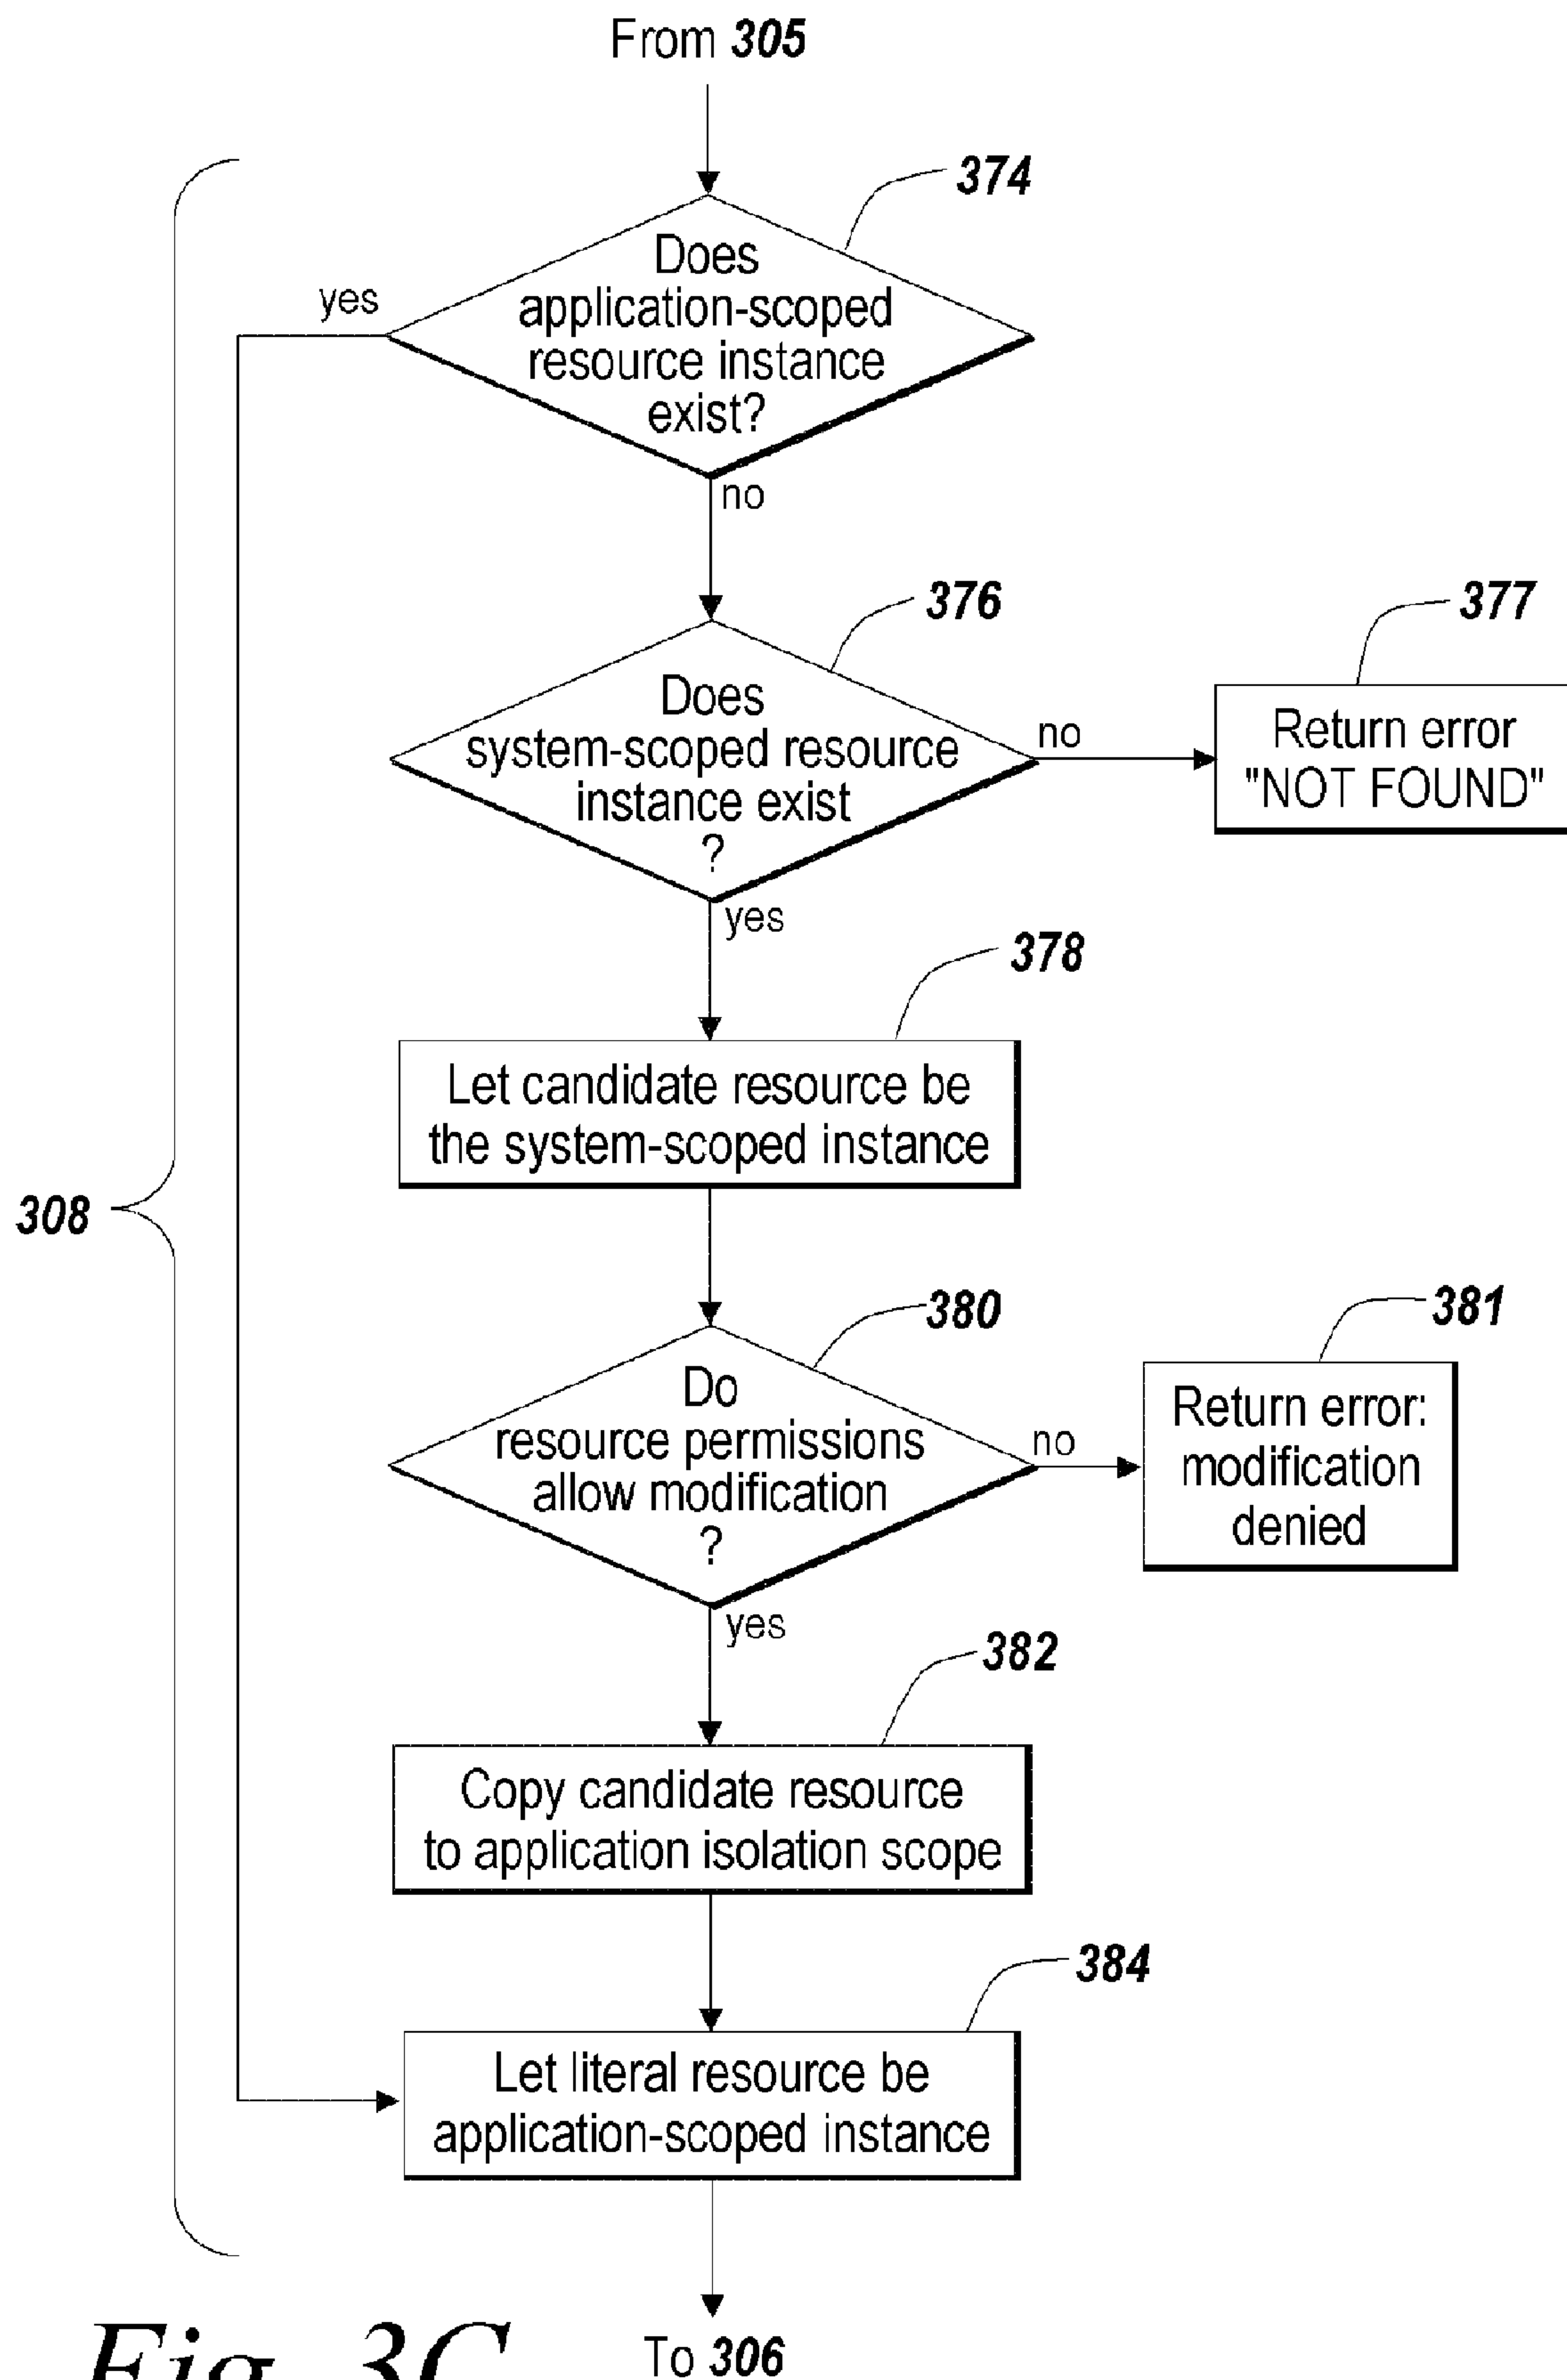 From 305
374
Does
application-scoped
resource instance
exist?
yes
no
376
377
Does
system-scoped resource
instance exist
?
no
Return error
"NOT FOUND"
yes
378
Let candidate resource be
the system-scoped instance
308
380
381
Do
resource permissions
allow modification
?
no
Return error:
modification
denied
yes
382
Copy candidate resource
to application isolation scope
384
Let literal resource be
application-scoped instance
Fig. 3C
To 306